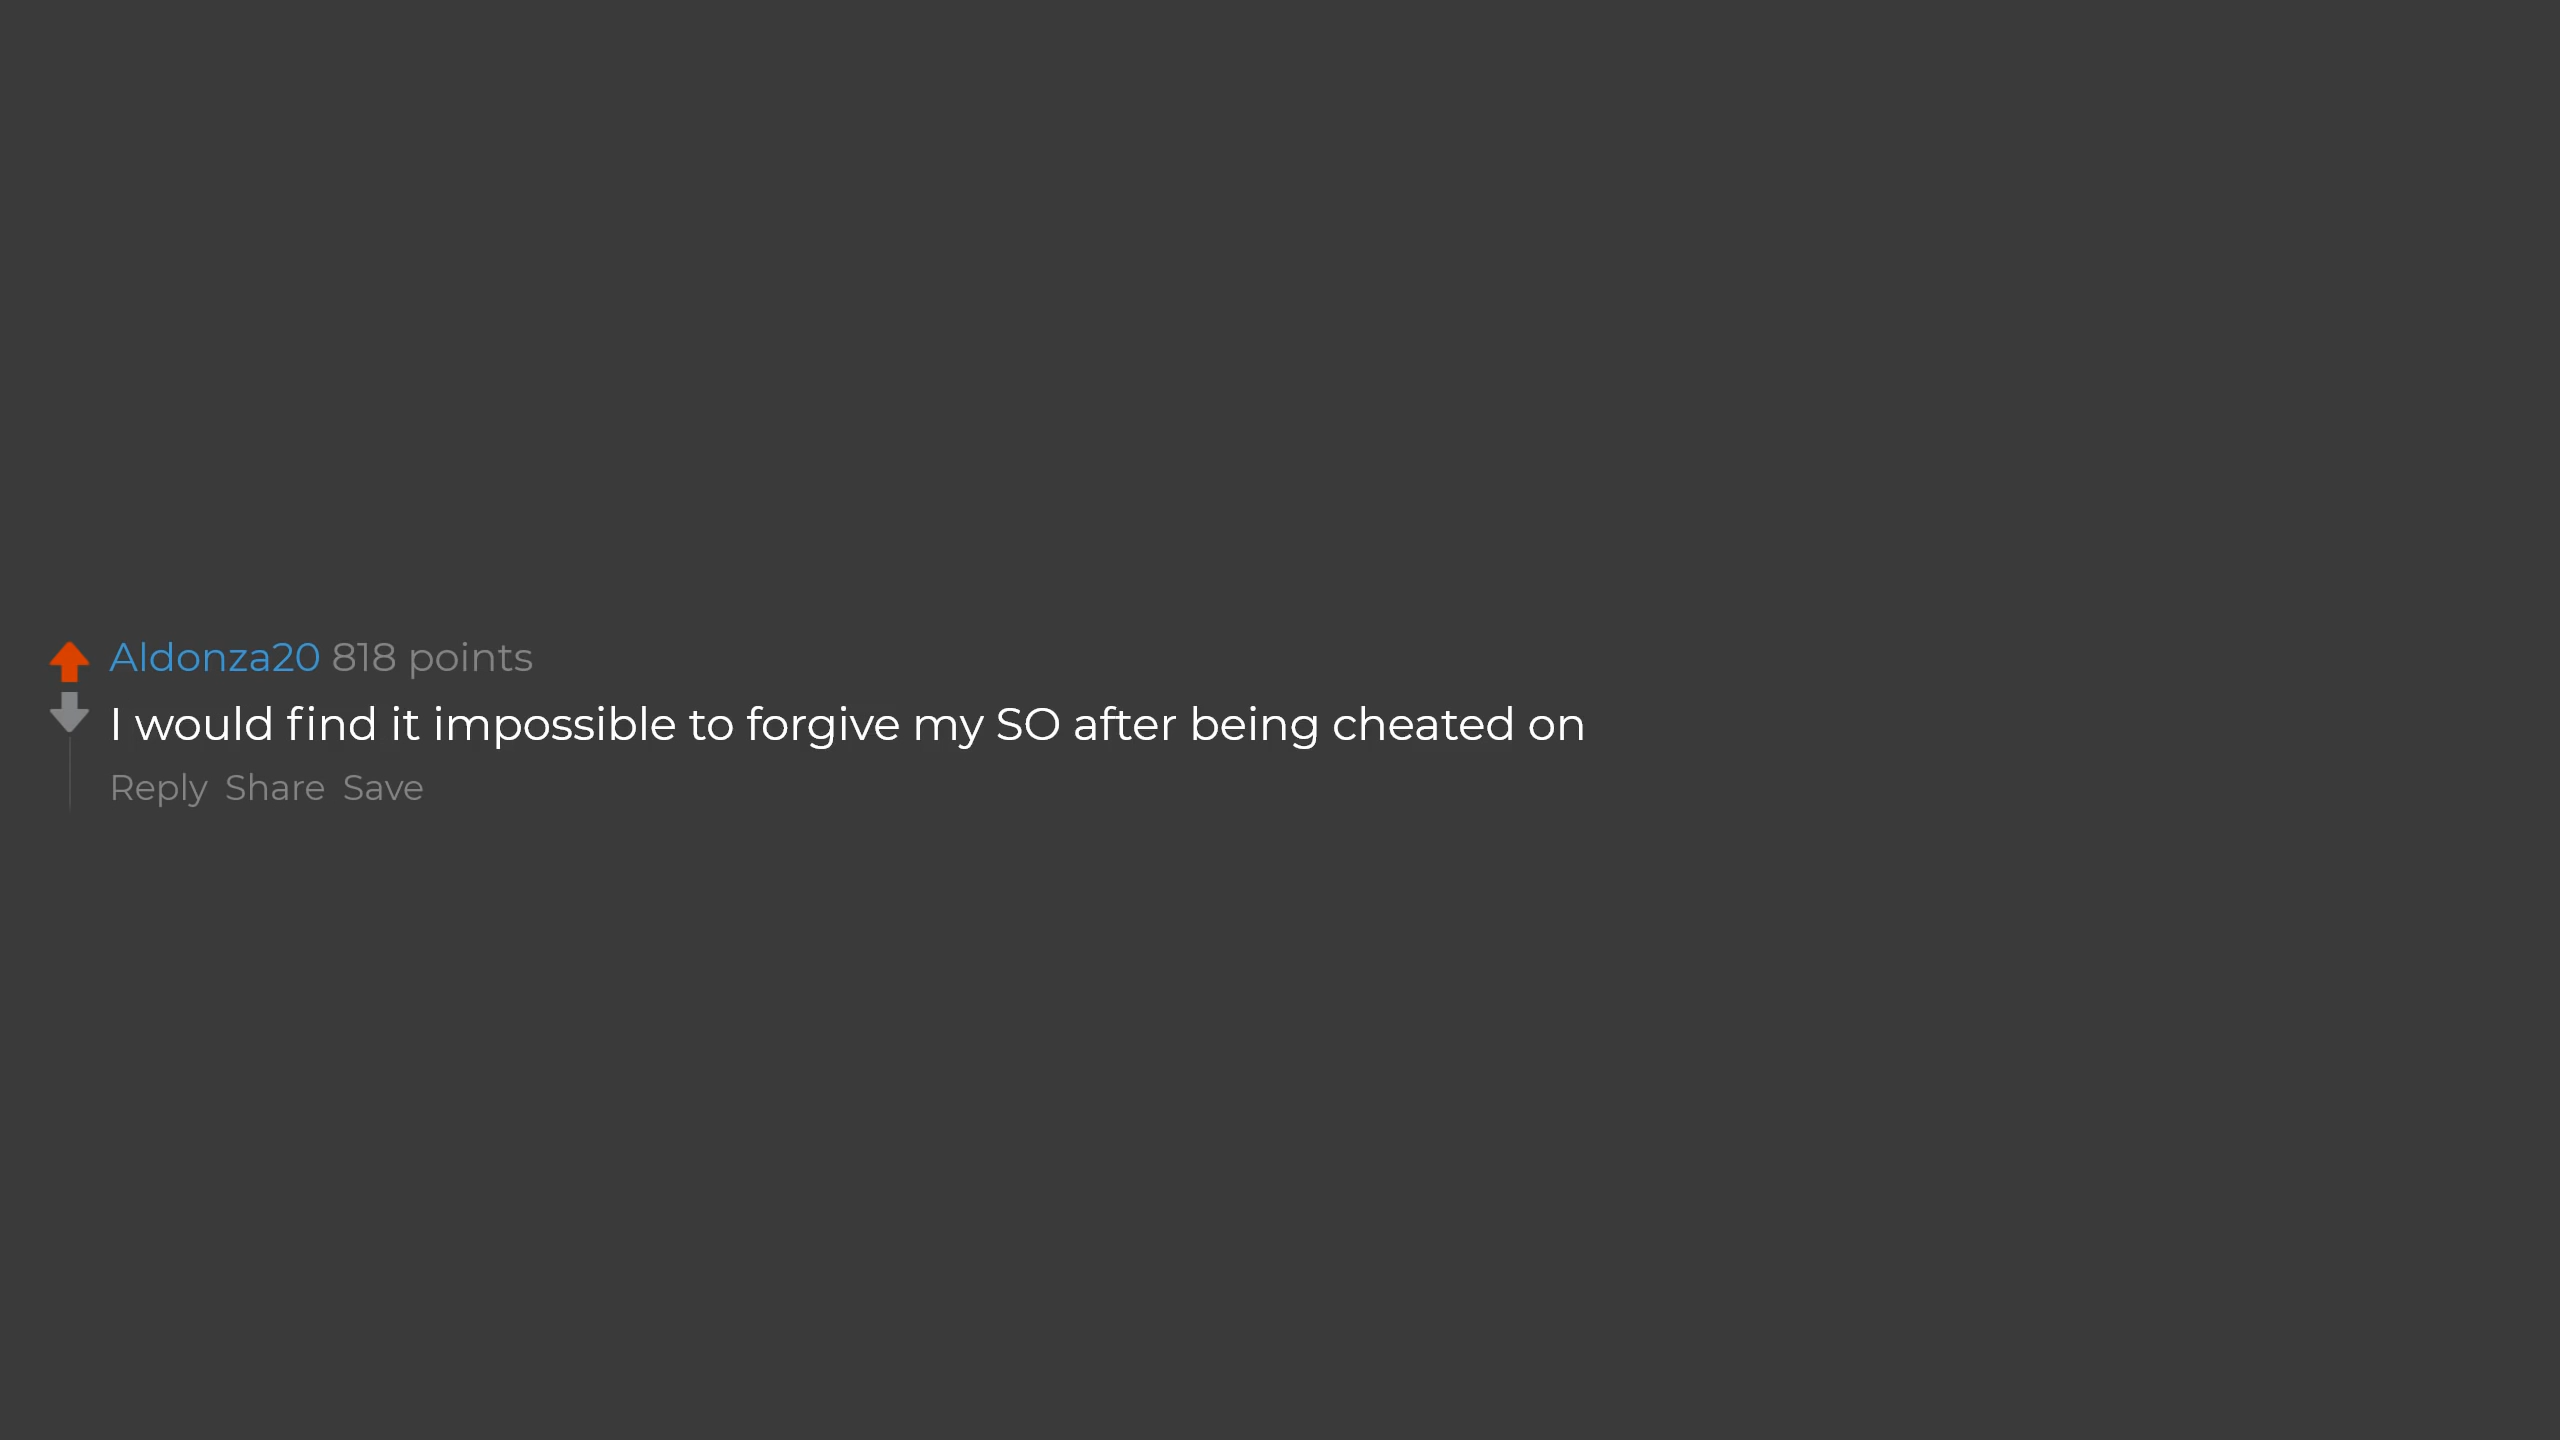 Aldonza20 818 points
I would find it impossible to forgive my SO after being cheated on
Reply Share Save